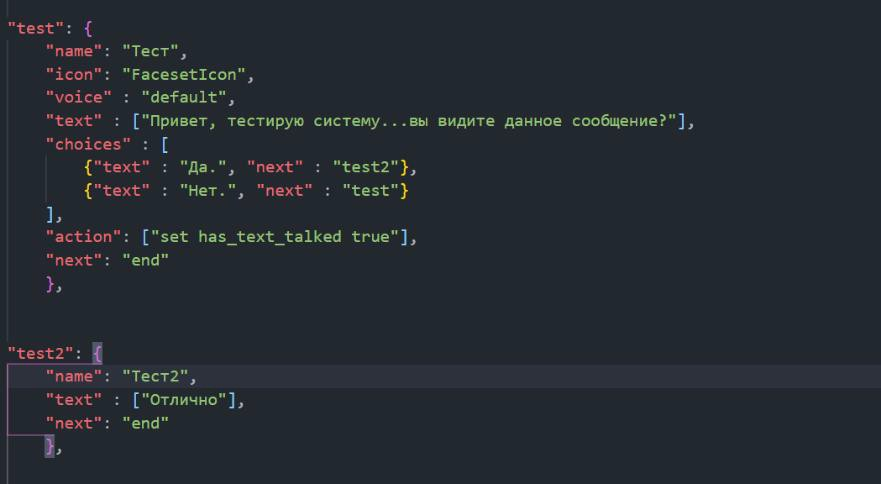 "test": {
"name": "Тест",
"icon": "FacesetIcon",
"voice" : "default",
"text" : ["Привет, тестирую систему...вы видите данное сообщение?"],
"choices" : [
{"text" : "Да.", "next" : "test2"},
{"text" : "Нет.", "next" : "test"}
],
"action": ["set has_text_talked true"],
"next": "end"
},
"test2": {
"name": "Тест2",
"text" : ["Отлично"],
"next": "end"
},